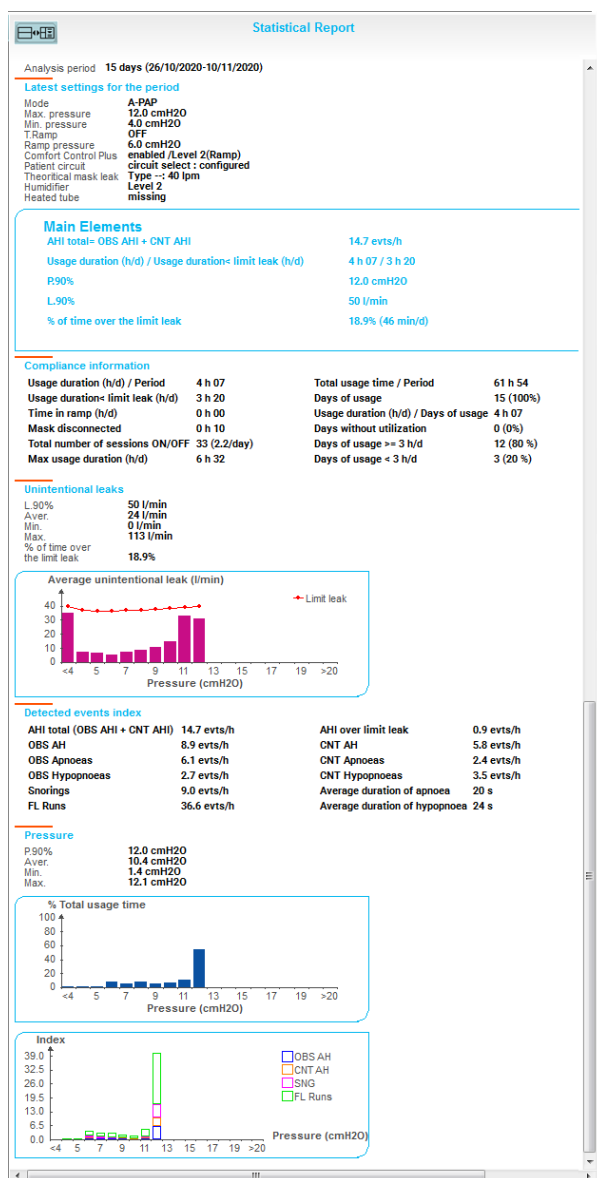 Statistical Report
Analysis period 15 days (26/10/2020-10/11/2020)
Latest settings for the period
Mode A-PAP
Max. pressure 12.0 cmH2O
Min. pressure 4.0 cmH2O
T.Ramp OFF
Ramp pressure 6.0 cmH2O
Comfort Control Plus enabled /Level 2(Ramp)
Patient circuit circuit select : configured
Theoritical mask leak Type --: 40 lpm
Humidifier Level 2
Heated tube missing
Main Elements
AHI total= OBS AHI + CNT AHI 14.7 evts/h
Usage duration (h/d) / Usage duration< limit leak (h/d) 4 h 07 / 3 h 20
P.90% 12.0 cmH2O
L.90% 50 l/min
% of time over the limit leak 18.9% (46 min/d)
Compliance information
Usage duration (h/d) / Period 4 h 07 Total usage time / Period 61 h 54
Usage duration< limit leak (h/d) 3 h 20 Days of usage 15 (100%)
Time in ramp (h/d) 0 h 00 Usage duration (h/d) / Days of usage 4 h 07
Mask disconnected 0 h 10 Days without utilization 0 (0%)
Total number of sessions ON/OFF 33 (2.2/day) Days of usage >= 3 h/d 12 (80 %)
Max usage duration (h/d) 6 h 32 Days of usage < 3 h/d 3 (20 %)
Unintentional leaks
L.90% 50 l/min
Aver. 24 l/min
Min. 0 l/min
Max. 113 l/min
% of time over
the limit leak 18.9%
Average unintentional leak (l/min)
Limit leak
40
30
20
10
0
<4 5 7 9 11 13 15 17 19 >20
Pressure (cmH2O)
Detected events index
AHI total (OBS AHI + CNT AHI) 14.7 evts/h AHI over limit leak 0.9 evts/h
OBS AH 8.9 evts/h CNT AH 5.8 evts/h
OBS Apnoeas 6.1 evts/h CNT Apnoeas 2.4 evts/h
OBS Hypopnoeas 2.7 evts/h CNT Hypopnoeas 3.5 evts/h
Snorings 9.0 evts/h Average duration of apnoea 20 s
FL Runs 36.6 evts/h Average duration of hypopnoea 24 s
Pressure
P.90% 12.0 cmH2O
Aver. 10.4 cmH2O
Min. 1.4 cmH2O
Max. 12.1 cmH2O
% Total usage time
100
80
60
40
20
0
<4 5 7 9 11 13 15 17 19 >20
Pressure (cmH2O)
Index
39.0 OBS AH
32.5 CNT AH
26.0 SNG
19.5 FL Runs
13.0
6.5
0.0 Pressure (cmH2O)
<4 5 7 9 11 13 15 17 19 >20